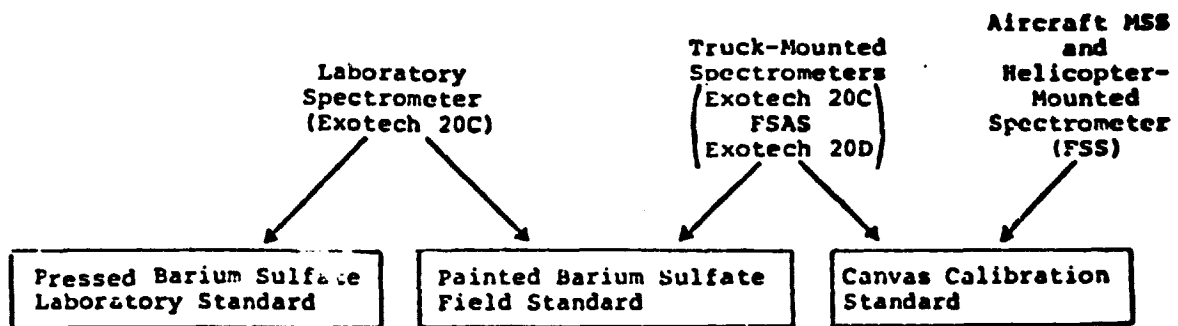 Laboratory
Spectrometer
(Exotech 20C)
Truck-Mounted
Spectrometers
(Exotech 20C
FSAS
Exotech 20D)
Aircraft MSS
and
Helicopter-
Mounted
Spectrometer
(FSS)
Pressed Barium Sulfate
Laboratory Standard
Painted Barium Sulfate
Field Standard
Canvas Calibration
Standard